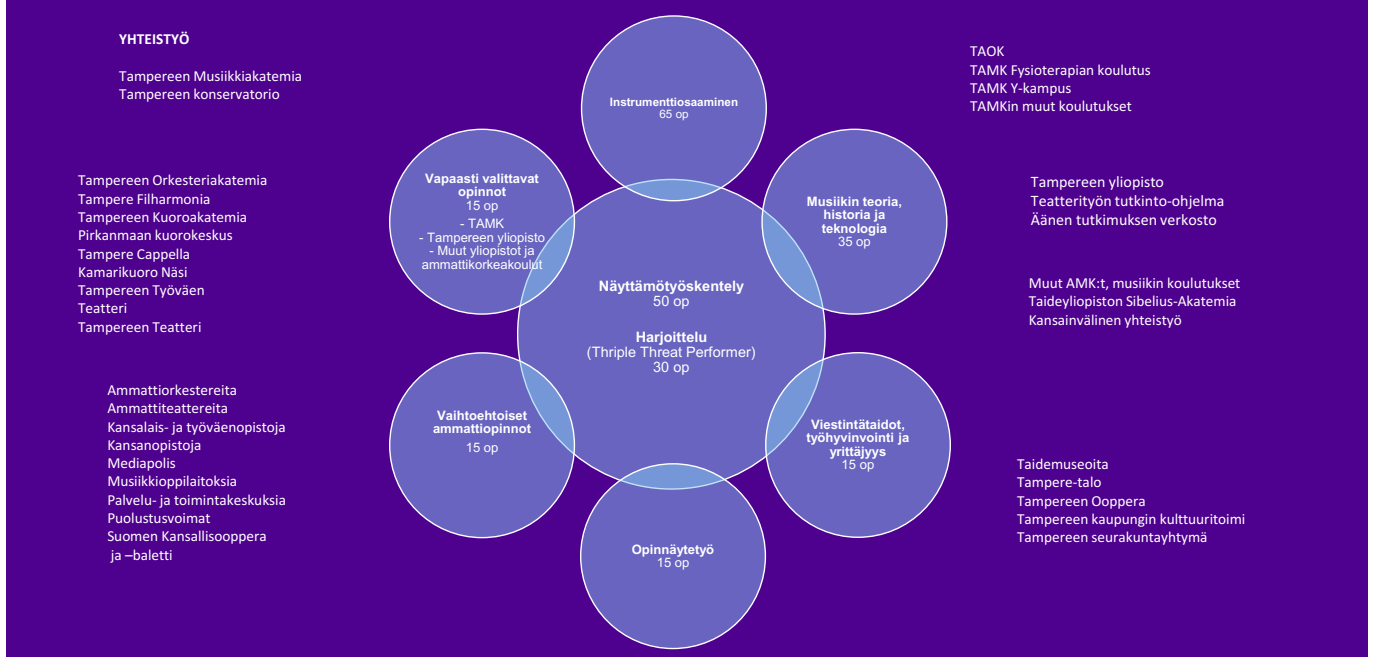 YHTEISTYÖ
Tampereen Musiikkiakatemia
Tampereen konservatorio
Tampereen Orkesteriakatemia
Tampere Filharmonia
Tampereen Kuoroakatemia
Pirkanmaan kuorokeskus
Tampere Cappella
Kamarikuoro Näsi
Tampereen Työväen
Teatteri
Tampereen Teatteri
Ammattiorkestereita
Ammattiteattereita
Kansalais- ja työväenopistoja
Kansanopistoja
Mediapolis
Musiikkioppilaitoksia
Palvelu- ja toimintakeskuksia
Puolustusvoimat
Suomen Kansallisooppera
ja –baletti
Instrumenttiosaaminen
65 op
Vapaasti valittavat
opinnot
15 op
- TAMK
- Tampereen yliopisto
- Muut yliopistot ja
ammattikorkeakoulut
Musiikin teoria,
historia ja
teknologia
35 op
Näyttämötyöskentely
50 op
Harjoittelu
(Thriple Threat Performer)
30 op
Vaihtoehtoiset
ammattiopinnot
15 op
Viestintätaidot,
työhyvinvointi ja
yrittäjyys
15 op
Opinnäytetyö
15 op
TAOK
TAMK Fysioterapian koulutus
TAMK Y-kampus
TAMKin muut koulutukset
Tampereen yliopisto
Teatterityön tutkinto-ohjelma
Äänen tutkimuksen verkosto
Muut AMK:t, musiikin koulutukset
Taideyliopiston Sibelius-Akatemia
Kansainvälinen yhteistyö
Taidemuseoita
Tampere-talo
Tampereen Ooppera
Tampereen kaupungin kulttuuritoimi
Tampereen seurakuntayhtymä